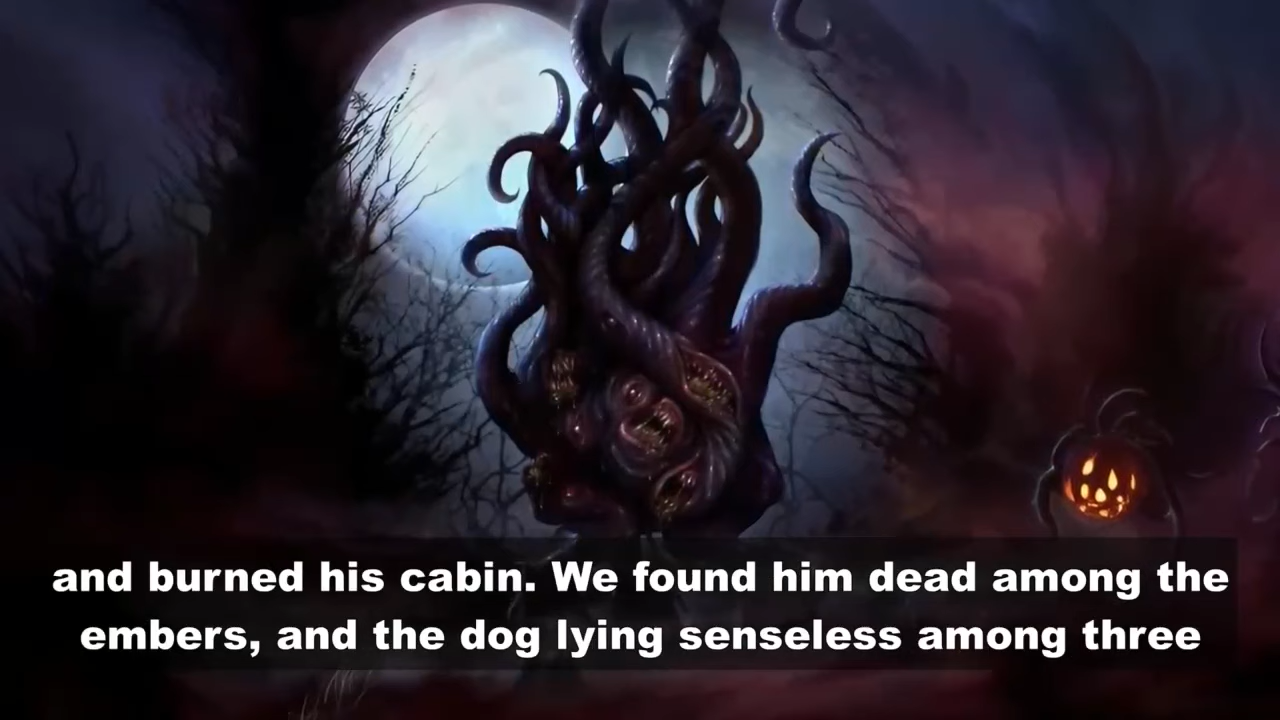 and burned his cabin. We found him dead among the
embers, and the dog lying senseless among three